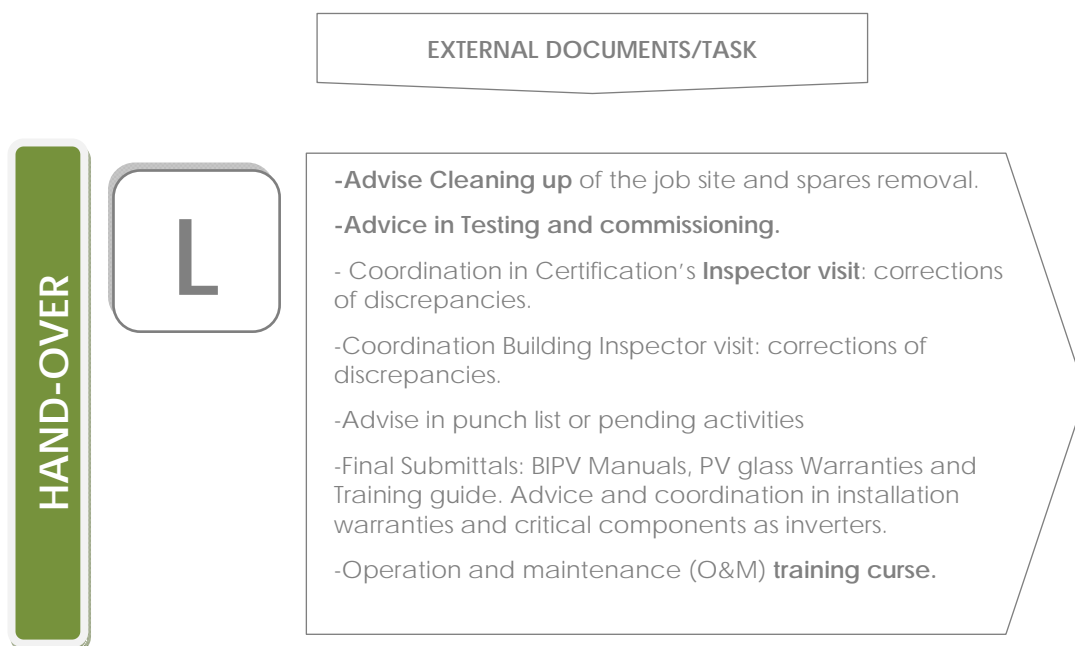 EXTERNAL DOCUMENTS/TASK
HAND-OVER
L
-Advise Cleaning up of the job site and spares removal.
-Advice in Testing and commissioning.
- Coordination in Certification’s Inspector visit: corrections
of discrepancies.
-Coordination Building Inspector visit: corrections of
discrepancies.
-Advise in punch list or pending activities
-Final Submittals: BIPV Manuals, PV glass Warranties and
Training guide. Advice and coordination in installation
warranties and critical components as inverters.
-Operation and maintenance (O&M) training curse.